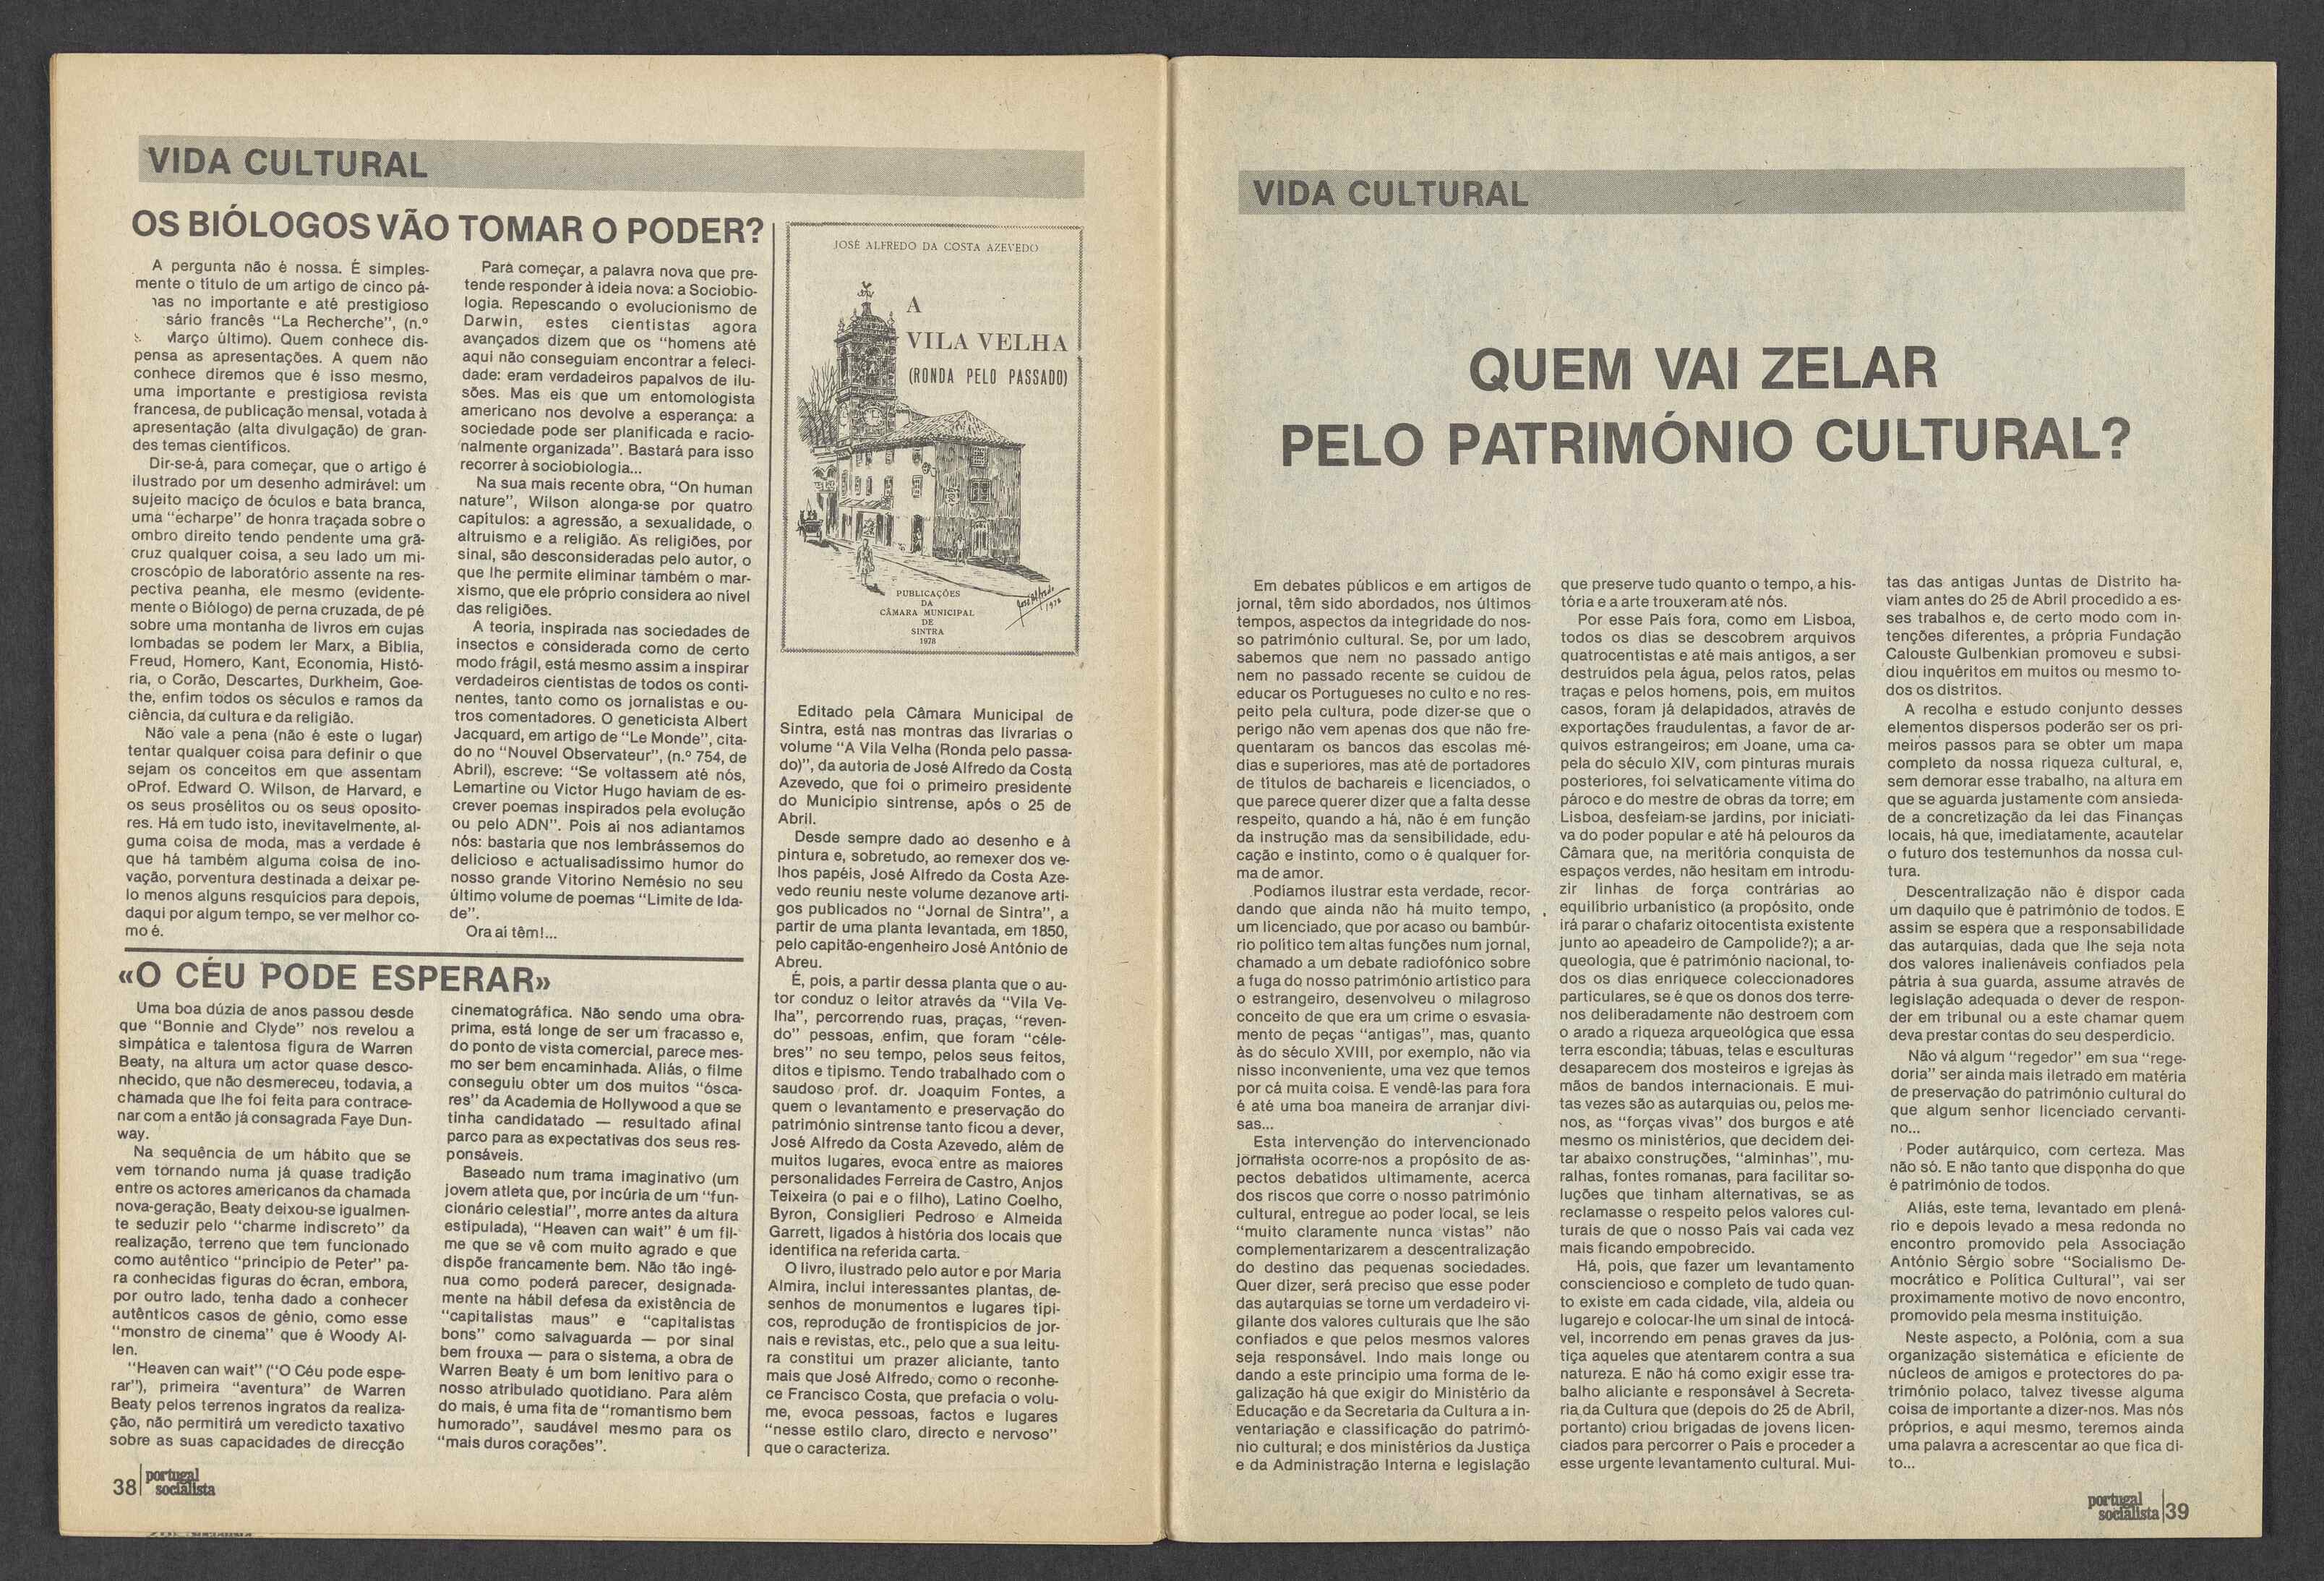 VIDA CULTURAL
OS BIÓLOGOS VÃO TOMAR O PODER?
A pergunta não é nossa. É simples-
mente o título de um artigo de cinco pá-
nas no importante e até prestigioso
sário francês "La Recherche", (n.º
Março último). Quem conhece dis-
pensa as apresentações. A quem não
conhece diremos que é isso mesmo,
uma importante e prestigiosa revista
francesa, de publicação mensal, votada à
apresentação (alta divulgação) de gran-
des temas científicos.
Dir-se-á, para começar, que o artigo é
ilustrado por um desenho admirável: um
sujeito maciço de óculos e bata branca,
uma "écharpe" de honra traçada sobre o
ombro direito tendo pendente uma grã-
cruz qualquer coisa, a seu lado um mi-
croscópio de laboratório assente na res-
pectiva peanha, ele mesmo (evidente-
mente o Biólogo) de perna cruzada, de pé
sobre uma montanha de livros em cujas
lombadas se podem ler Marx, a Bíblia,
Freud, Homero, Kant, Economia, Histó-
ria, o Corão, Descartes, Durkheim, Goe-
the, enfim todos os séculos e ramos da
ciência, da cultura e da religião.
Não vale a pena (não é este o lugar)
tentar qualquer coisa para definir o que
sejam os conceitos em que assentam
oProf. Edward O. Wilson, de Harvard, e
os seus prosélitos ou os seus oposito-
res. Há em tudo isto, inevitavelmente, al-
guma coisa de moda, mas a verdade é
que há também alguma coisa de ino-
vação, porventura destinada a deixar pe-
lo menos alguns resquícios para depois,
daqui por algum tempo, se ver melhor co-
mo é.
Para começar, a palavra nova que pre-
tende responder à ideia nova: a Sociobio-
logia. Repescando o evolucionismo de
Darwin, estes cientistas agora
avançados dizem que os "homens até
aqui não conseguiam encontrar a feleci-
dade: eram verdadeiros papalvos de ilu-
sões. Mas eis que um entomologista
americano nos devolve a esperança: a
sociedade pode ser planificada e racio-
nalmente organizada". Bastará para isso
recorrer à sociobiologia...
Na sua mais recente obra, "On human
nature", Wilson alonga-se por quatro
capítulos: a agressão, a sexualidade, o
altruismo e a religião. As religiões, por
sinal, são desconsideradas pelo autor, o
que lhe permite eliminar também o mar-
xismo, que ele próprio considera ao nível
das religiões.
A teoria, inspirada nas sociedades de
insectos e considerada como de certo
modo frágil, está mesmo assim a inspirar
verdadeiros cientistas de todos os conti-
nentes, tanto como os jornalistas e ou-
tros comentadores. O geneticista Albert
Jacquard, em artigo de "Le Monde", cita-
do no "Nouvel Observateur", (n.º 754, de
Abril), escreve: "Se voltassem até nós,
Lemartine ou Victor Hugo haviam de es-
crever poemas inspirados pela evolução
ou pelo ADN". Pois aí nos adiantamos
nós: bastaria que nos lembrássemos do
delicioso e actualisadíssimo humor do
nosso grande Vitorino Nemésio no seu
último volume de poemas "Limite de Ida-
de".
Ora aí têm!...
«O CÉU PODE ESPERAR»
Uma boa dúzia de anos passou desde
que "Bonnie and Clyde" nos revelou a
simpática e talentosa figura de Warren
Beaty, na altura um actor quase desco-
nhecido, que não desmereceu, todavia, a
chamada que lhe foi feita para contrace-
nar com a então já consagrada Faye Dun-
way.
Na sequência de um hábito que se
vem tornando numa já quase tradição
entre os actores americanos da chamada
nova-geração, Beaty deixou-se igualmen-
te seduzir pelo "charme indiscreto" da
realização, terreno que tem funcionado
como autêntico "princípio de Peter" pa-
ra conhecidas figuras do écran, embora,
por outro lado, tenha dado a conhecer
autênticos casos de génio, como esse
"monstro de cinema" que é Woody Al-
len.
"Heaven can wait" ("O Céu pode espe-
rar"), primeira "aventura" de Warren
Beaty pelos terrenos ingratos da realiza-
ção, não permitirá um veredicto taxativo
sobre as suas capacidades de direcção
cinematográfica. Não sendo uma obra-
prima, está longe de ser um fracasso e,
do ponto de vista comercial, parece mes-
mo ser bem encaminhada. Aliás, o filme
conseguiu obter um dos muitos "ósca-
res" da Academia de Hollywood a que se
tinha candidatado — resultado afinal
parco para as expectativas dos seus res-
ponsáveis.
Baseado num trama imaginativo (um
jovem atleta que, por incúria de um "fun-
cionário celestial", morre antes da altura
estipulada), "Heaven can wait" é um fil-
me que se vê com muito agrado e que
dispõe francamente bem. Não tão ingé-
nua como poderá parecer, designada-
mente na hábil defesa da existência de
"capitalistas maus" e "capitalistas
bons" como salvaguarda — por sinal
bem frouxa — para o sistema, a obra de
Warren Beaty é um bom lenitivo para o
nosso atribulado quotidiano. Para além
do mais, é uma fita de "romantismo bem
humorado", saudável mesmo para os
"mais duros corações".
JOSÉ ALFREDO DA COSTA AZEVEDO
A
VILA VELHA
(RONDA PELO PASSADO)
PUBLICAÇÕES
DA
CÂMARA MUNICIPAL
DE
SINTRA
1978
José Alfredo
1976
Editado pela Câmara Municipal de
Sintra, está nas montras das livrarias o
volume "A Vila Velha (Ronda pelo passa-
do)", da autoria de José Alfredo da Costa
Azevedo, que foi o primeiro presidente
do Município sintrense, após o 25 de
Abril.
Desde sempre dado ao desenho e à
pintura e, sobretudo, ao remexer dos ve-
lhos papéis, José Alfredo da Costa Aze-
vedo reuniu neste volume dezanove arti-
gos publicados no "Jornal de Sintra", a
partir de uma planta levantada, em 1850,
pelo capitão-engenheiro José António de
Abreu.
É, pois, a partir dessa planta que o au-
tor conduz o leitor através da "Vila Ve-
lha", percorrendo ruas, praças, "reven-
do" pessoas, enfim, que foram "céle-
bres" no seu tempo, pelos seus feitos,
ditos e tipismo. Tendo trabalhado com o
saudoso prof. dr. Joaquim Fontes, a
quem o levantamento e preservação do
património sintrense tanto ficou a dever,
José Alfredo da Costa Azevedo, além de
muitos lugares, evoca entre as maiores
personalidades Ferreira de Castro, Anjos
Teixeira (o pai e o filho), Latino Coelho,
Byron, Consiglieri Pedroso e Almeida
Garrett, ligados à história dos locais que
identifica na referida carta.
O livro, ilustrado pelo autor e por Maria
Almira, inclui interessantes plantas, de-
senhos de monumentos e lugares típi-
cos, reprodução de frontispícios de jor-
nais e revistas, etc., pelo que a sua leitu-
ra constitui um prazer aliciante, tanto
mais que José Alfredo, como o reconhe-
ce Francisco Costa, que prefacia o volu-
me, evoca pessoas, factos e lugares
"nesse estilo claro, directo e nervoso"
que o caracteriza.
38 portugal
socialista
VIDA CULTURAL
QUEM VAI ZELAR
PELO PATRIMÓNIO CULTURAL?
Em debates públicos e em artigos de
jornal, têm sido abordados, nos últimos
tempos, aspectos da integridade do nos-
so património cultural. Se, por um lado,
sabemos que nem no passado antigo
nem no passado recente se cuidou de
educar os Portugueses no culto e no res-
peito pela cultura, pode dizer-se que o
perigo não vem apenas dos que não fre-
quentaram os bancos das escolas mé-
dias e superiores, mas até de portadores
de títulos de bachareis e licenciados, o
que parece querer dizer que a falta desse
respeito, quando a há, não é em função
da instrução mas da sensibilidade, edu-
cação e instinto, como o é qualquer for-
ma de amor.
Podíamos ilustrar esta verdade, recor-
dando que ainda não há muito tempo,
um licenciado, que por acaso ou bambúr-
rio político tem altas funções num jornal,
chamado a um debate radiofónico sobre
a fuga do nosso património artístico para
o estrangeiro, desenvolveu o milagroso
conceito de que era um crime o esvasia-
mento de peças "antigas", mas, quanto
às do século XVIII, por exemplo, não via
nisso inconveniente, uma vez que temos
por cá muita coisa. E vendê-las para fora
é até uma boa maneira de arranjar divi-
sas...
Esta intervenção do intervencionado
jornalista ocorre-nos a propósito de as-
pectos debatidos ultimamente, acerca
dos riscos que corre o nosso património
cultural, entregue ao poder local, se leis
"muito claramente nunca vistas" não
complementarizarem a descentralização
do destino das pequenas sociedades.
Quer dizer, será preciso que esse poder
das autarquias se torne um verdadeiro vi-
gilante dos valores culturais que lhe são
confiados e que pelos mesmos valores
seja responsável. Indo mais longe ou
dando a este princípio uma forma de le-
galização há que exigir do Ministério da
Educação e da Secretaria da Cultura a in-
ventariação e classificação do patrimó-
nio cultural; e dos ministérios da Justiça
e da Administração Interna e legislação
que preserve tudo quanto o tempo, a his-
tória e a arte trouxeram até nós.
Por esse País fora, como em Lisboa,
todos os dias se descobrem arquivos
quatrocentistas e até mais antigos, a ser
destruídos pela água, pelos ratos, pelas
traças e pelos homens, pois, em muitos
casos, foram já delapidados, através de
exportações fraudulentas, a favor de ar-
quivos estrangeiros; em Joane, uma ca-
pela do século XIV, com pinturas murais
posteriores, foi selvaticamente vítima do
pároco e do mestre de obras da torre; em
Lisboa, desfeiam-se jardins, por iniciati-
va do poder popular e até há pelouros da
Câmara que, na meritória conquista de
espaços verdes, não hesitam em introdu-
zir linhas de força contrárias ao
equilíbrio urbanístico (a propósito, onde
irá parar o chafariz oitocentista existente
junto ao apeadeiro de Campolide?); a ar-
queologia, que é património nacional, to-
dos os dias enriquece coleccionadores
particulares, se é que os donos dos terre-
nos deliberadamente não destroem com
o arado a riqueza arqueológica que essa
terra escondia; tábuas, telas e esculturas
desaparecem dos mosteiros e igrejas às
mãos de bandos internacionais. E mui-
tas vezes são as autarquias ou, pelos me-
nos, as "forças vivas" dos burgos e até
mesmo os ministérios, que decidem dei-
tar abaixo construções, "alminhas", mu-
ralhas, fontes romanas, para facilitar so-
luções que tinham alternativas, se as
reclamasse o respeito pelos valores cul-
turais de que o nosso País vai cada vez
mais ficando empobrecido.
Há, pois, que fazer um levantamento
consciencioso e completo de tudo quan-
to existe em cada cidade, vila, aldeia ou
lugarejo e colocar-lhe um sinal de intocá-
vel, incorrendo em penas graves da jus-
tiça aqueles que atentarem contra a sua
natureza. E não há como exigir esse tra-
balho aliciante e responsável à Secreta-
ria da Cultura que (depois do 25 de Abril,
portanto) criou brigadas de jovens licen-
ciados para percorrer o País e proceder a
esse urgente levantamento cultural. Mui-
tas das antigas Juntas de Distrito ha-
viam antes do 25 de Abril procedido a es-
ses trabalhos e, de certo modo com in-
tenções diferentes, a própria Fundação
Calouste Gulbenkian promoveu e subsi-
diou inquéritos em muitos ou mesmo to-
dos os distritos.
A recolha e estudo conjunto desses
elementos dispersos poderão ser os pri-
meiros passos para se obter um mapa
completo da nossa riqueza cultural, e,
sem demorar esse trabalho, na altura em
que se aguarda justamente com ansieda-
de a concretização da lei das Finanças
locais, há que, imediatamente, acautelar
o futuro dos testemunhos da nossa cul-
tura.
Descentralização não é dispor cada
um daquilo que é património de todos. E
assim se espera que a responsabilidade
das autarquias, dada que lhe seja nota
dos valores inalienáveis confiados pela
pátria à sua guarda, assume através de
legislação adequada o dever de respon-
der em tribunal ou a este chamar quem
deva prestar contas do seu desperdício.
Não vá algum "regedor" em sua "rege-
doria" ser ainda mais iletrado em matéria
de preservação do património cultural do
que algum senhor licenciado cervanti-
no...
Poder autárquico, com certeza. Mas
não só. E não tanto que disponha do que
é património de todos.
Aliás, este tema, levantado em plená-
rio e depois levado a mesa redonda no
encontro promovido pela Associação
António Sérgio sobre "Socialismo De-
mocrático e Política Cultural", vai ser
proximamente motivo de novo encontro,
promovido pela mesma instituição.
Neste aspecto, a Polónia, com a sua
organização sistemática e eficiente de
núcleos de amigos e protectores do pa-
trimónio polaco, talvez tivesse alguma
coisa de importante a dizer-nos. Mas nós
próprios, e aqui mesmo, teremos ainda
uma palavra a acrescentar ao que fica di-
to...
portugal
socialista 39